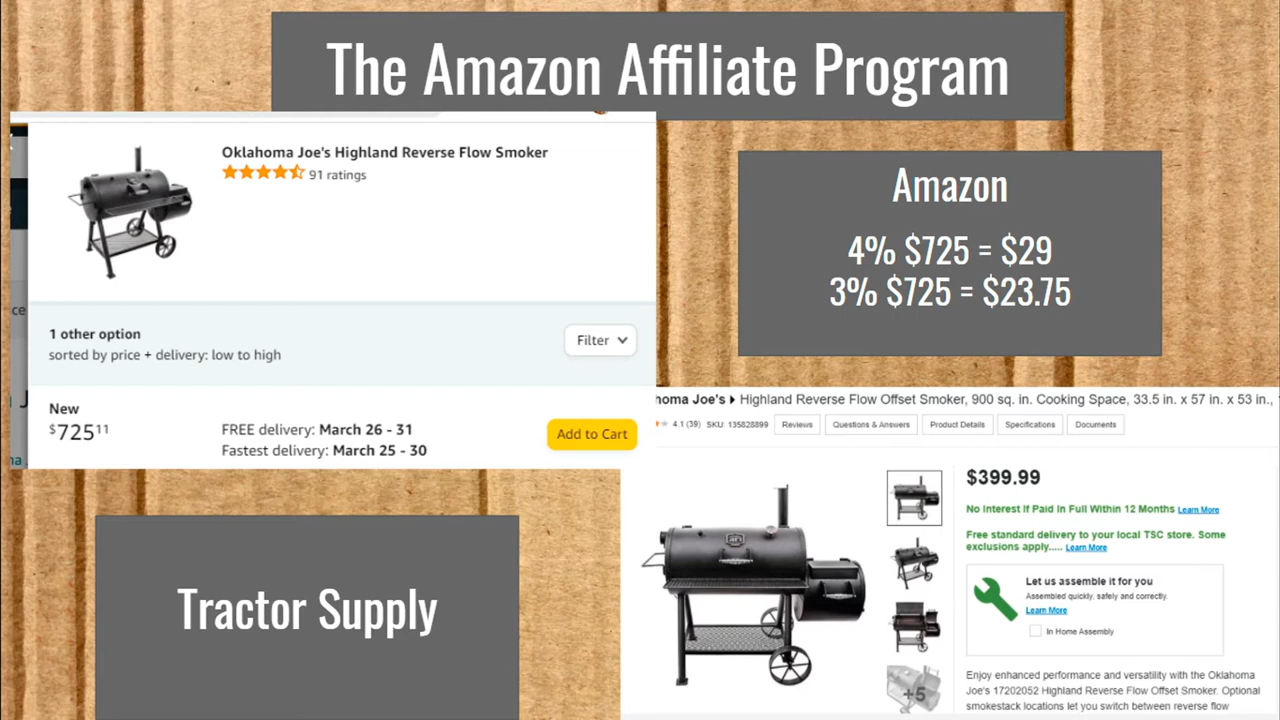 The Amazon Affiliate Program
Oklahoma Joe's Highland Reverse Flow Smoker
91 ratings
1 other option
sorted by price + delivery: low to high
Filter
New
$72511
FREE delivery: March 26 - 31
Fastest delivery: March 25 - 30
Add to Cart
Amazon
4% $725 = $29
3% $725 = $23.75
homa Joe's Highland Reverse Flow Offset Smoker, 900 sq. in. Cooking Space, 33.5 in. x 57 in. x 53 in.,
4.1 (39) SKU: 135828899 Reviews Questions & Answers Product Details Specifications Documents
$399.99
No Interest If Paid In Full Within 12 Months Learn More
Free standard delivery to your local TSC store. Some
exclusions apply..... Learn More
Let us assemble it for you
Assembled quickly, safely and correctly.
Learn More
In Home Assembly
+5
Enjoy enhanced performance and versatility with the Oklahoma
Joe's 17202052 Highland Reverse Flow Offset Smoker. Optional
smokestack locations let you switch between reverse flow
Tractor Supply